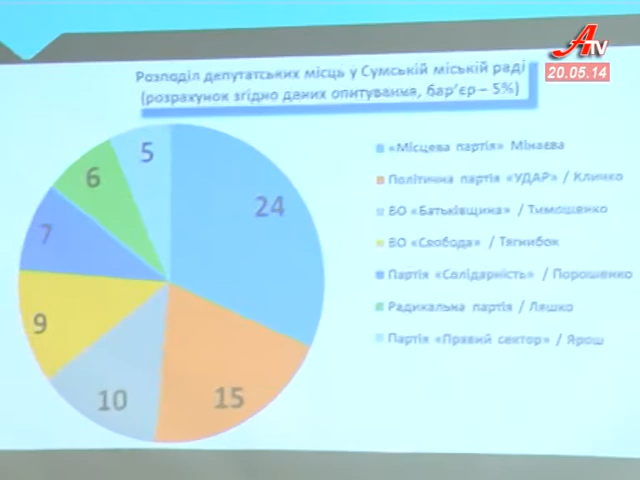 ATV
20.05.14
Розподіл депутатських місць у Сумській міській раді
(розрахунок згідно даних опитування, бар'єр – 5%)
5
6
24
7
9
10
15
«Місцева партія» Мінаєва
Політична партія «УДАР» / Кличко
ВО «Батьківщина» / Тимошенко
ВО «Свобода» / Тягнибок
Партія «Солідарність» / Порошенко
Радикальна партія / Ляшко
Партія «Правий сектор» / Ярош